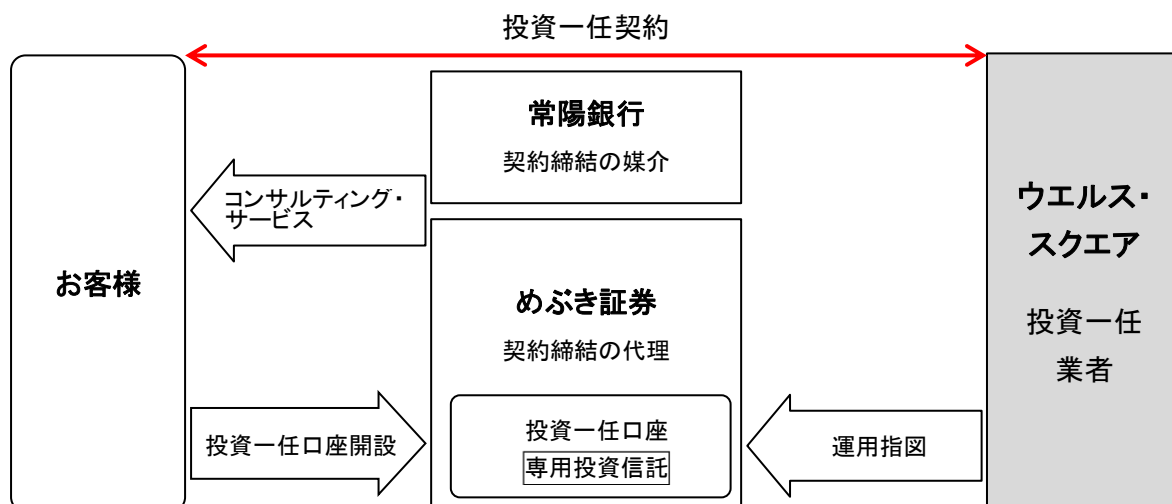 投資一任契約
お客様
コンサルティング・
サービス
常陽銀行
契約締結の媒介
めぶき証券
契約締結の代理
投資一任口座開設
投資一任口座
専用投資信託
運用指図
ウエルス・
スクエア
投資一任
業者